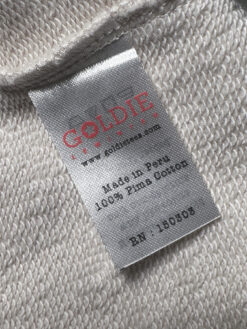 GOLDIE
www.goldietees.com
Made in Peru
100% Pima Cotton
RN : 150303